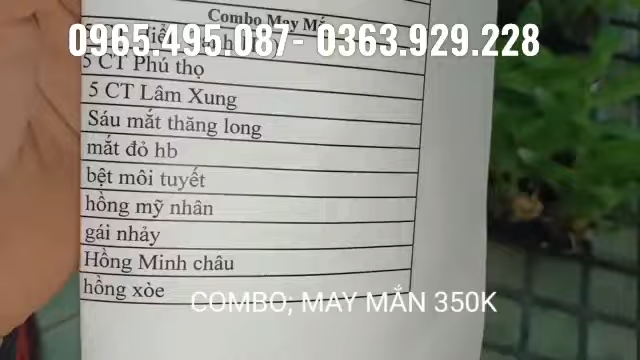 Combo May Mắ
0965.495.087- 0363.929.228
5 CT Phú thọ
5 CT Lâm Xung
Sáu mắt thăng long
mắt đỏ hb
bệt môi tuyết
hồng mỹ nhân
gái nhảy
Hồng Minh châu
hồng xòe
COMBO; MAY MẮN 350K